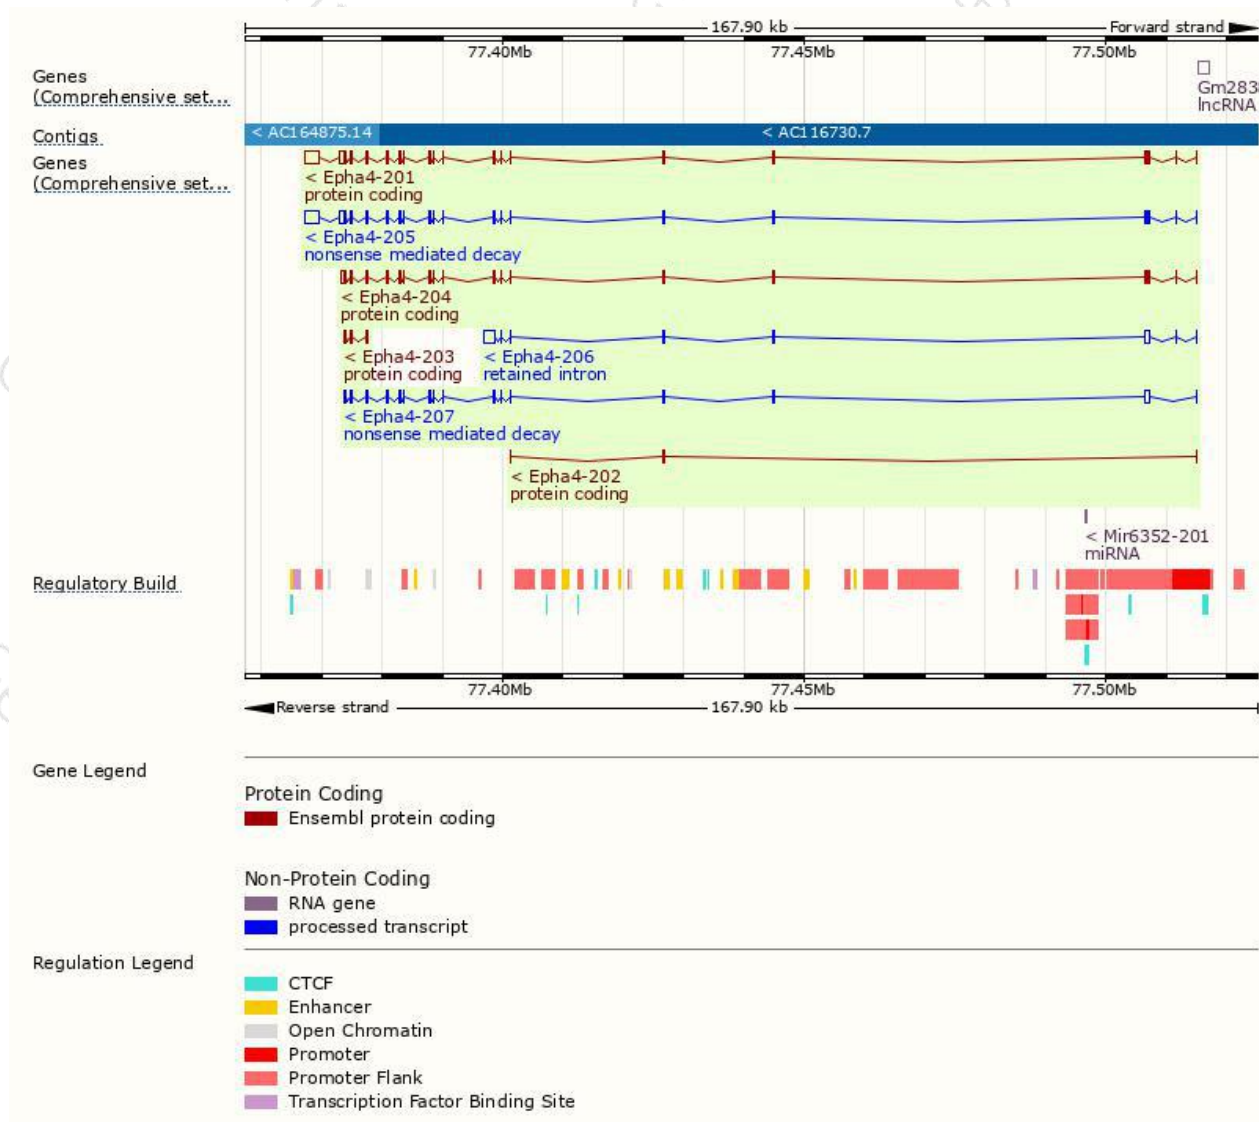 167.90 kb Forward strand
77.40Mb 77.45Mb 77.50Mb
Genes
(Comprehensive set...
Gm283
lncRNA
Contigs < AC164875.14 < AC116730.7
Genes
(Comprehensive set...
< Epha4-201
protein coding
< Epha4-205
nonsense mediated decay
< Epha4-204
protein coding
< Epha4-203 < Epha4-206
protein coding retained intron
< Epha4-207
nonsense mediated decay
< Epha4-202
protein coding
< Mir6352-201
miRNA
Regulatory Build
77.40Mb 77.45Mb 77.50Mb
Reverse strand 167.90 kb
Gene Legend
Protein Coding
Ensembl protein coding
Non-Protein Coding
RNA gene
processed transcript
Regulation Legend
CTCF
Enhancer
Open Chromatin
Promoter
Promoter Flank
Transcription Factor Binding Site